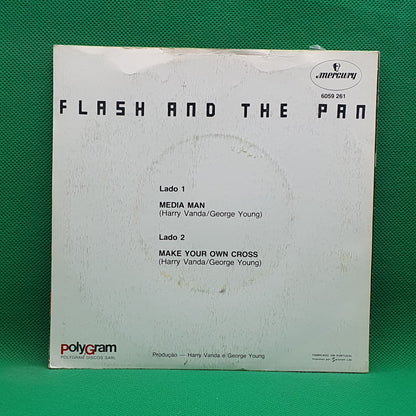 mercury
6059 261
FLASH AND THE PAN
Lado 1
MEDIA MAN
(Harry Vanda/George Young)
Lado 2
MAKE YOUR OWN CROSS
(Harry Vanda/George Young)
PolyGram
POLYGRAM DISCOS SARL
Produção — Harry Vanda e George Young
FABRICADO EM PORTUGAL